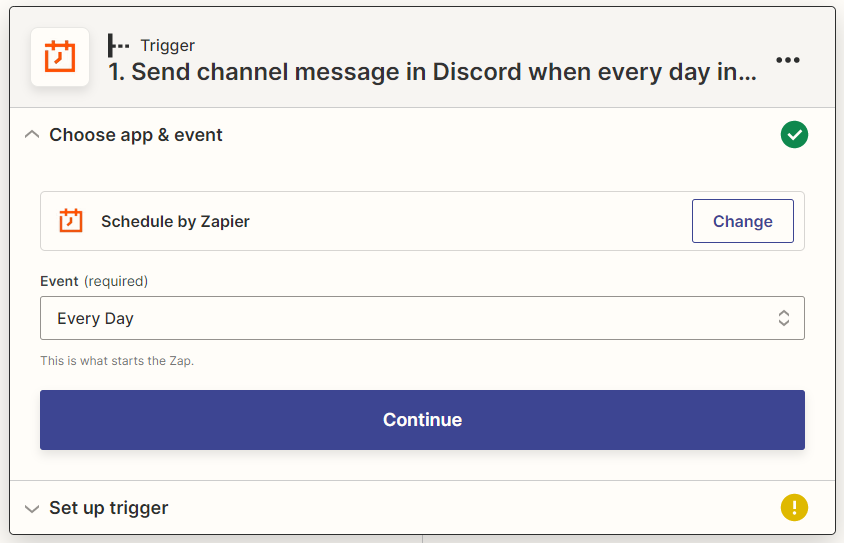 Trigger
1. Send channel message in Discord when every day in...
Choose app & event
Schedule by Zapier
Change
Event (required)
Every Day
This is what starts the Zap.
Continue
Set up trigger